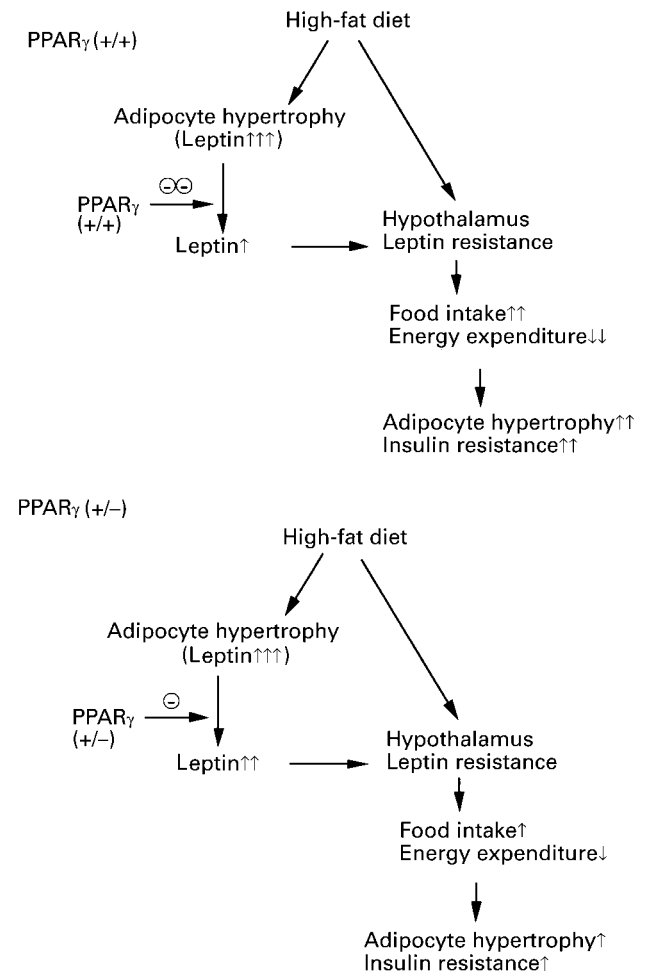 PPARγ (+/+)
High-fat diet
Adipocyte hypertrophy
(Leptin↑↑↑)
⊖⊖
PPARγ
(+/+)
Leptin↑
Hypothalamus
Leptin resistance
Food intake↑↑
Energy expenditure↓↓
Adipocyte hypertrophy↑↑
Insulin resistance↑↑
PPARγ (+/–)
High-fat diet
Adipocyte hypertrophy
(Leptin↑↑↑)
⊖
PPARγ
(+/–)
Leptin↑↑
Hypothalamus
Leptin resistance
Food intake↑
Energy expenditure↓
Adipocyte hypertrophy↑
Insulin resistance↑